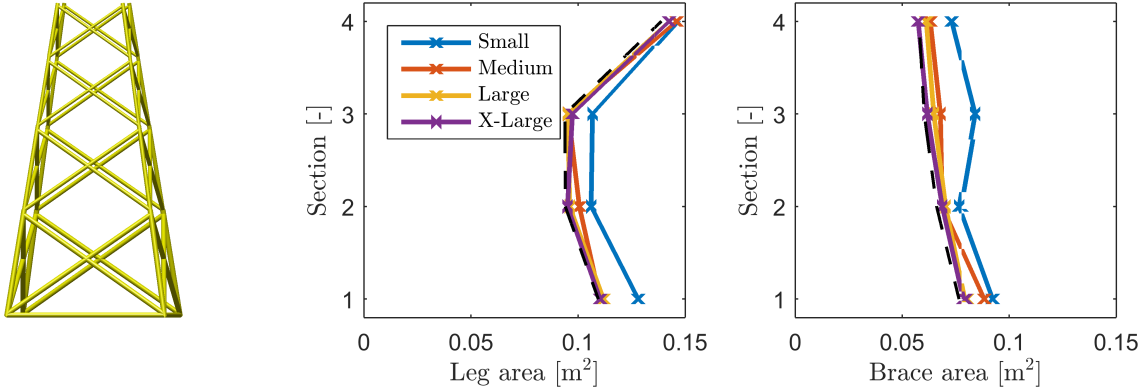 4
3
2
1
Section [-]
Small
Medium
Large
X-Large
0
0.05
0.1
0.15
Leg area [m²]
4
3
2
1
Section [-]
0
0.05
0.1
0.15
Brace area [m²]